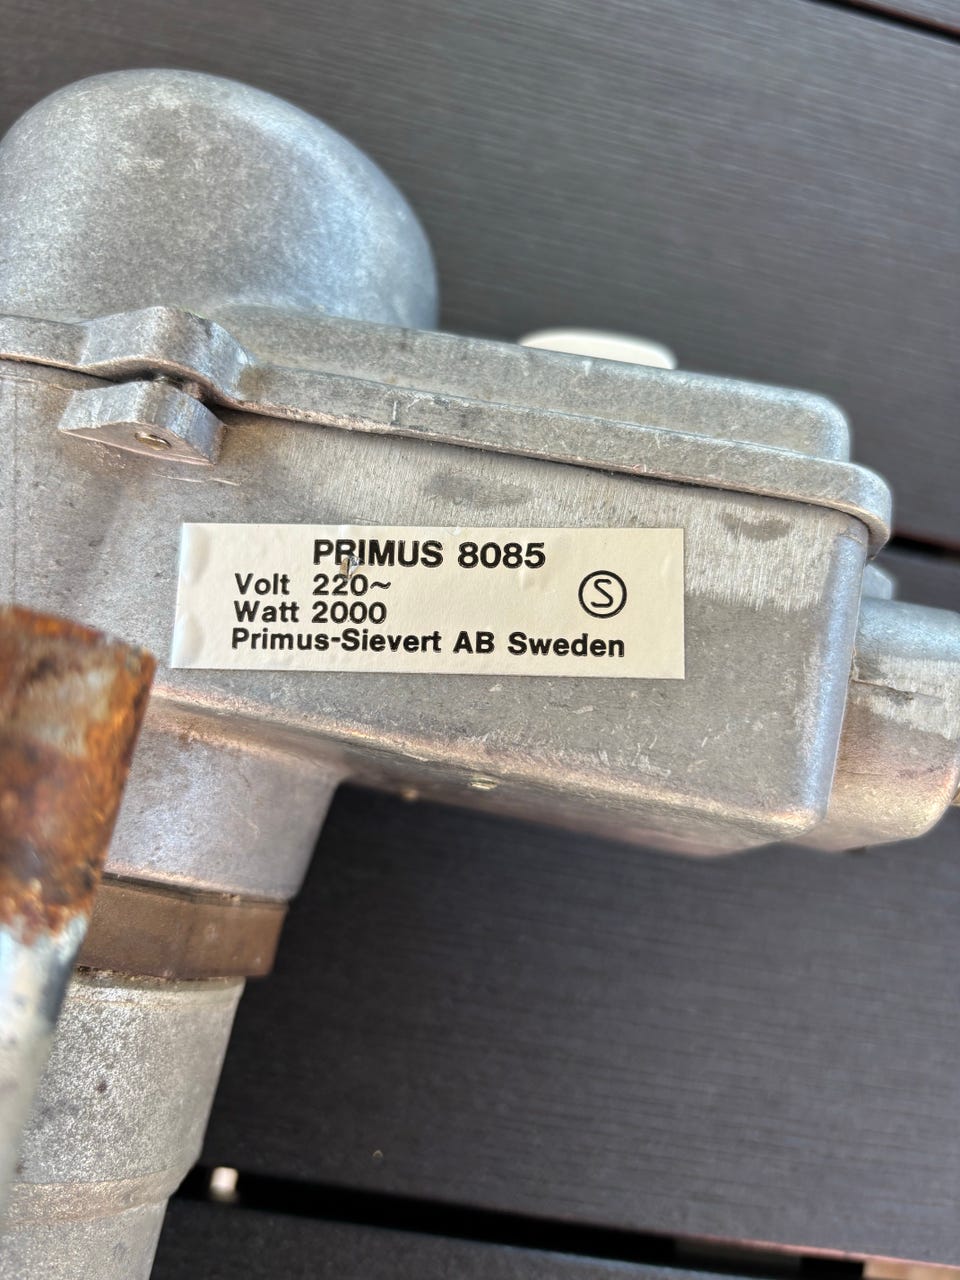 PRIMUS 8085
Volt 220~
Watt 2000
Primus-Sievert AB Sweden
S